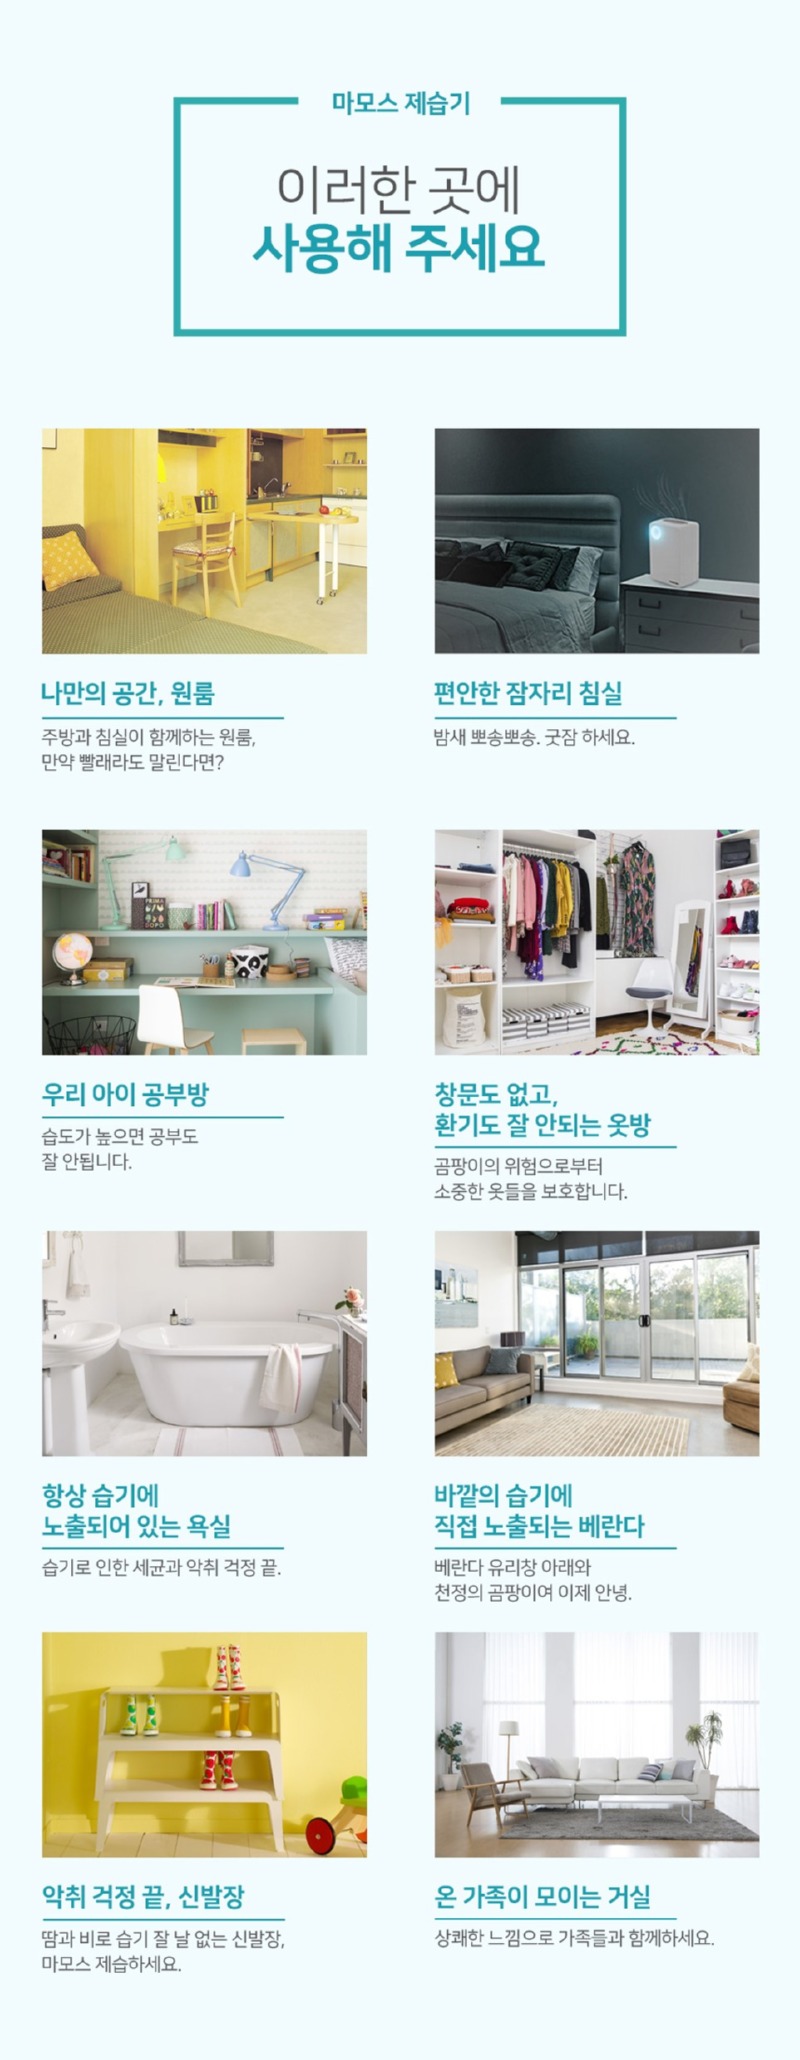 마모스 제습기
이러한 곳에
사용해 주세요
나만의 공간, 원룸
주방과 침실이 함께하는 원룸,
만약 빨래라도 말린다면?
편안한 잠자리 침실
밤새 뽀송뽀송. 굿잠 하세요.
우리 아이 공부방
습도가 높으면 공부도
잘 안됩니다.
창문도 없고,
환기도 잘 안되는 옷방
곰팡이의 위험으로부터
소중한 옷들을 보호합니다.
항상 습기에
노출되어 있는 욕실
습기로 인한 세균과 악취 걱정 끝.
바깥의 습기에
직접 노출되는 베란다
베란다 유리창 아래와
천정의 곰팡이여 이제 안녕.
악취 걱정 끝, 신발장
땀과 비로 습기 잘 날 없는 신발장,
마모스 제습하세요.
온 가족이 모이는 거실
상쾌한 느낌으로 가족들과 함께하세요.